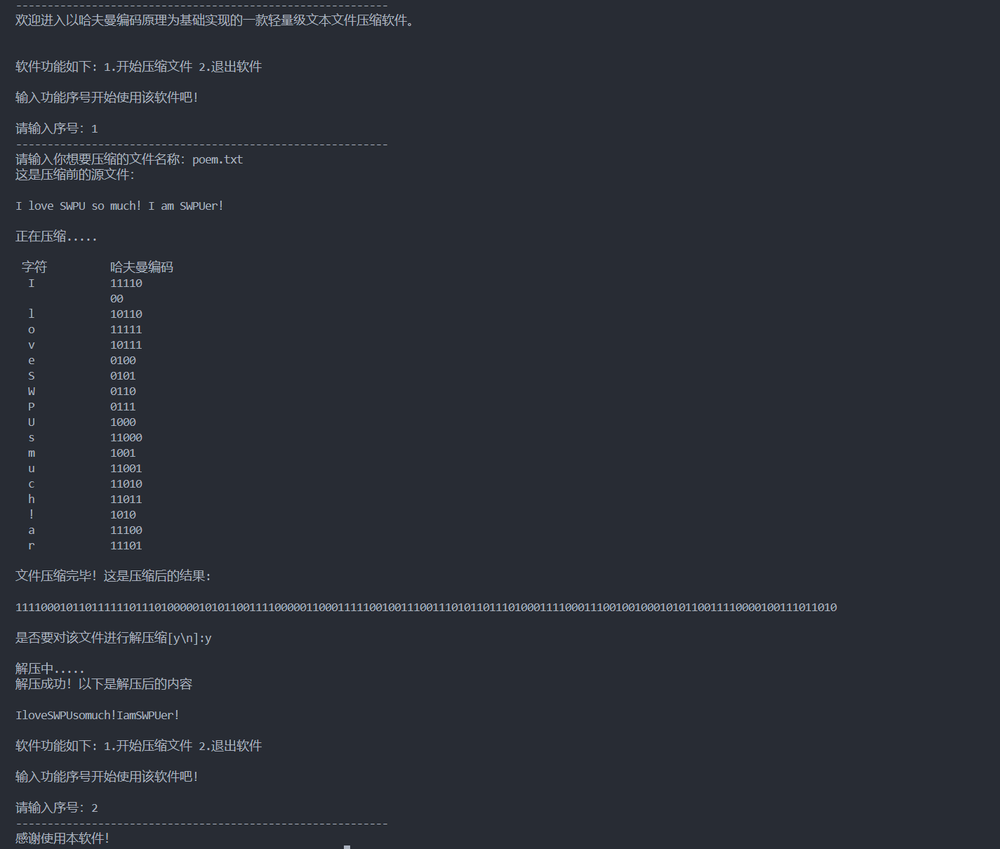 -----------------------------------------------------------
欢迎进入以哈夫曼编码原理为基础实现的一款轻量级文本文件压缩软件。
软件功能如下: 1.开始压缩文件 2.退出软件
输入功能序号开始使用该软件吧!
请输入序号: 1
-----------------------------------------------------------
请输入你想要压缩的文件名称: poem.txt
这是压缩前的源文件:
I love SWPU so much! I am SWPUer!
正在压缩.....
字符 哈夫曼编码
I 11110
00
l 10110
o 11111
v 10111
e 0100
S 0101
W 0110
P 0111
U 1000
s 11000
m 1001
u 11001
c 11010
h 11011
! 1010
a 11100
r 11101
文件压缩完毕! 这是压缩后的结果:
1111000101101111110111010000010101100111100000110001111100100111001110101101110100011110001110010010001010110011110000100111011010
是否要对该文件进行解压缩[y\n]:y
解压中.....
解压成功! 以下是解压后的内容
IloveSWPUsomuch!IamSWPUer!
软件功能如下: 1.开始压缩文件 2.退出软件
输入功能序号开始使用该软件吧!
请输入序号: 2
-----------------------------------------------------------
感谢使用本软件!